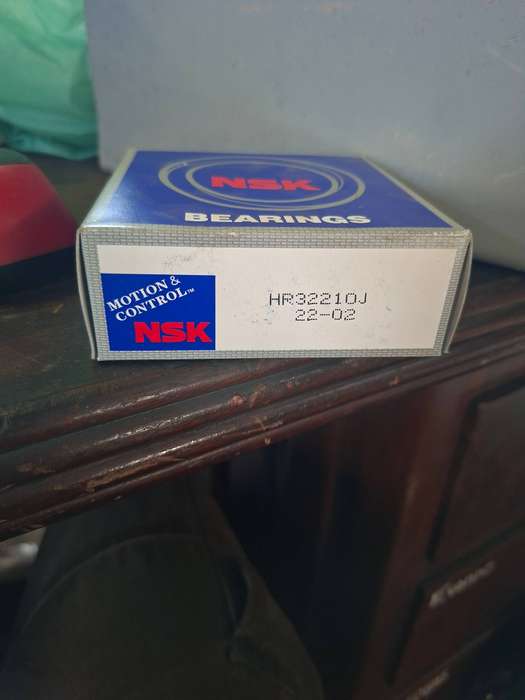 NSK
BEARINGS
MOTION &
CONTROL™
NSK
HR32210J
22-02